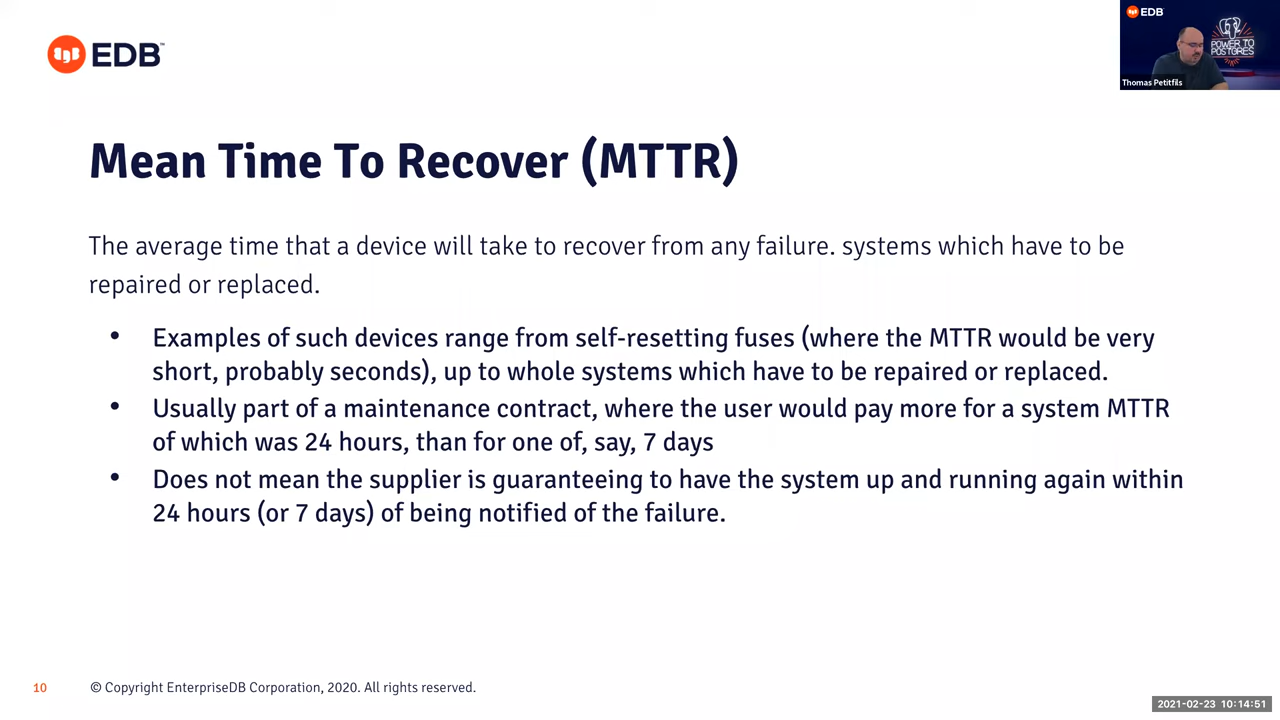 EDB
EDB
POWER TO
POSTGRES
Thomas Petitfils
Mean Time To Recover (MTTR)
The average time that a device will take to recover from any failure. systems which have to be
repaired or replaced.
• Examples of such devices range from self-resetting fuses (where the MTTR would be very
short, probably seconds), up to whole systems which have to be repaired or replaced.
• Usually part of a maintenance contract, where the user would pay more for a system MTTR
of which was 24 hours, than for one of, say, 7 days
• Does not mean the supplier is guaranteeing to have the system up and running again within
24 hours (or 7 days) of being notified of the failure.
10 © Copyright EnterpriseDB Corporation, 2020. All rights reserved.
2021-02-23 10:14:51